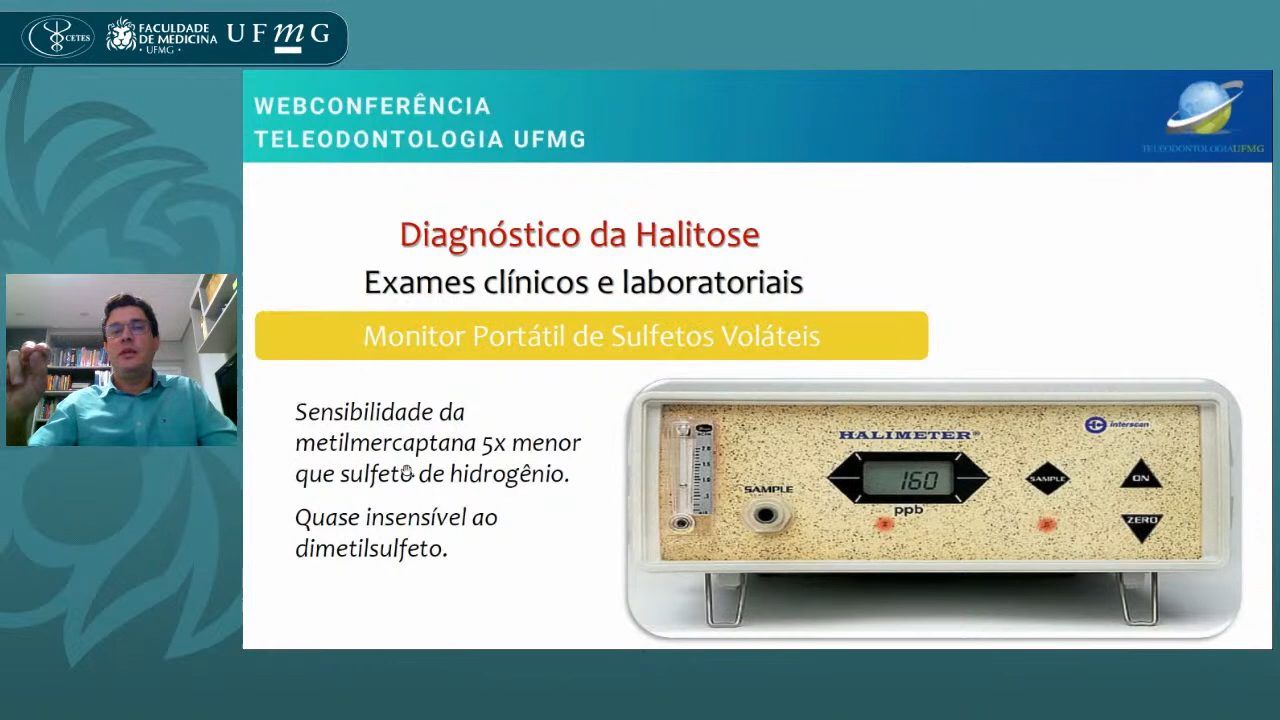 CETES
FACULDADE
DE MEDICINA
• UFMG •
UFmG
WEBCONFERÊNCIA
TELEODONTOLOGIA UFMG
TELEODONTOLOGIAUFMG
Diagnóstico da Halitose
Exames clínicos e laboratoriais
Monitor Portátil de Sulfetos Voláteis
Sensibilidade da
metilmercaptana 5x menor
que sulfeto de hidrogênio.
Quase insensível ao
dimetilsulfeto.
HALIMETER®
interscan
160
ppb
SAMPLE
SAMPLE
ON
ZERO